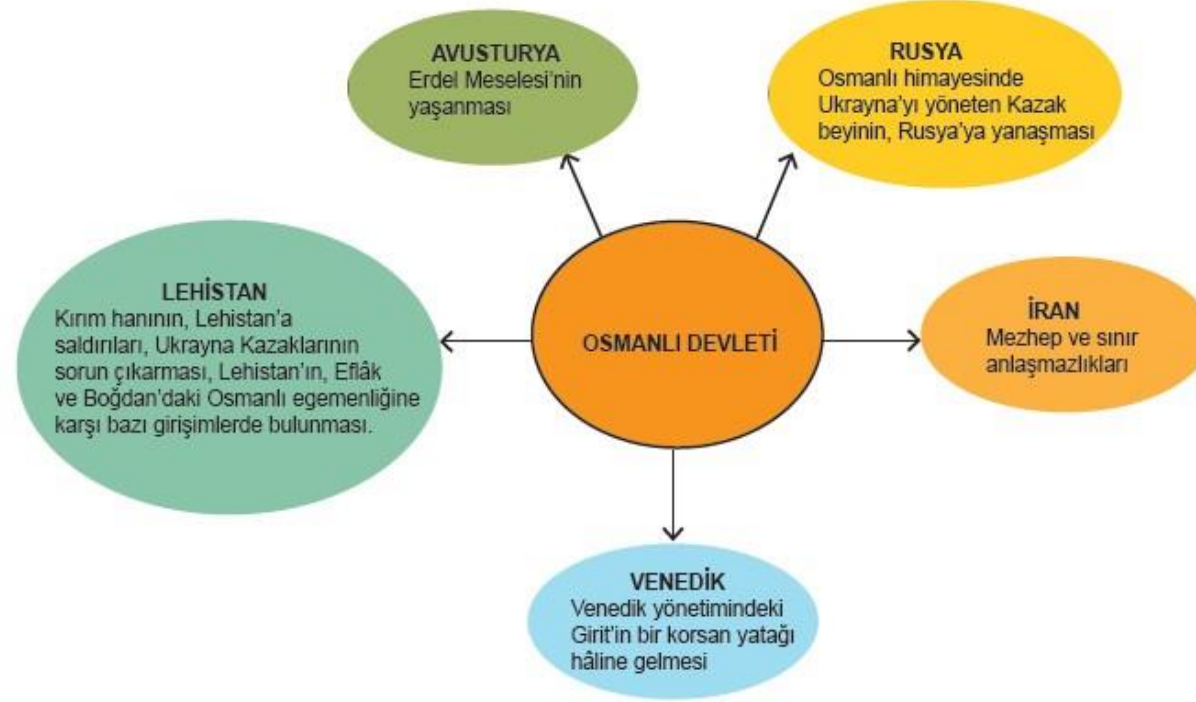 AVUSTURYA
Erdel Meselesi'nin
yaşanması
RUSYA
Osmanlı himayesinde
Ukrayna'yı yöneten Kazak
beyinin, Rusya'ya yanaşması
LEHİSTAN
Kırım hanının, Lehistan'a
saldırıları, Ukrayna Kazaklarının
sorun çıkarması, Lehistan'ın, Eflâk
ve Boğdan'daki Osmanlı egemenliğine
karşı bazı girişimlerde bulunması.
OSMANLI DEVLETİ
İRAN
Mezhep ve sınır
anlaşmazlıkları
VENEDİK
Venedik yönetimindeki
Girit'in bir korsan yatağı
hâline gelmesi